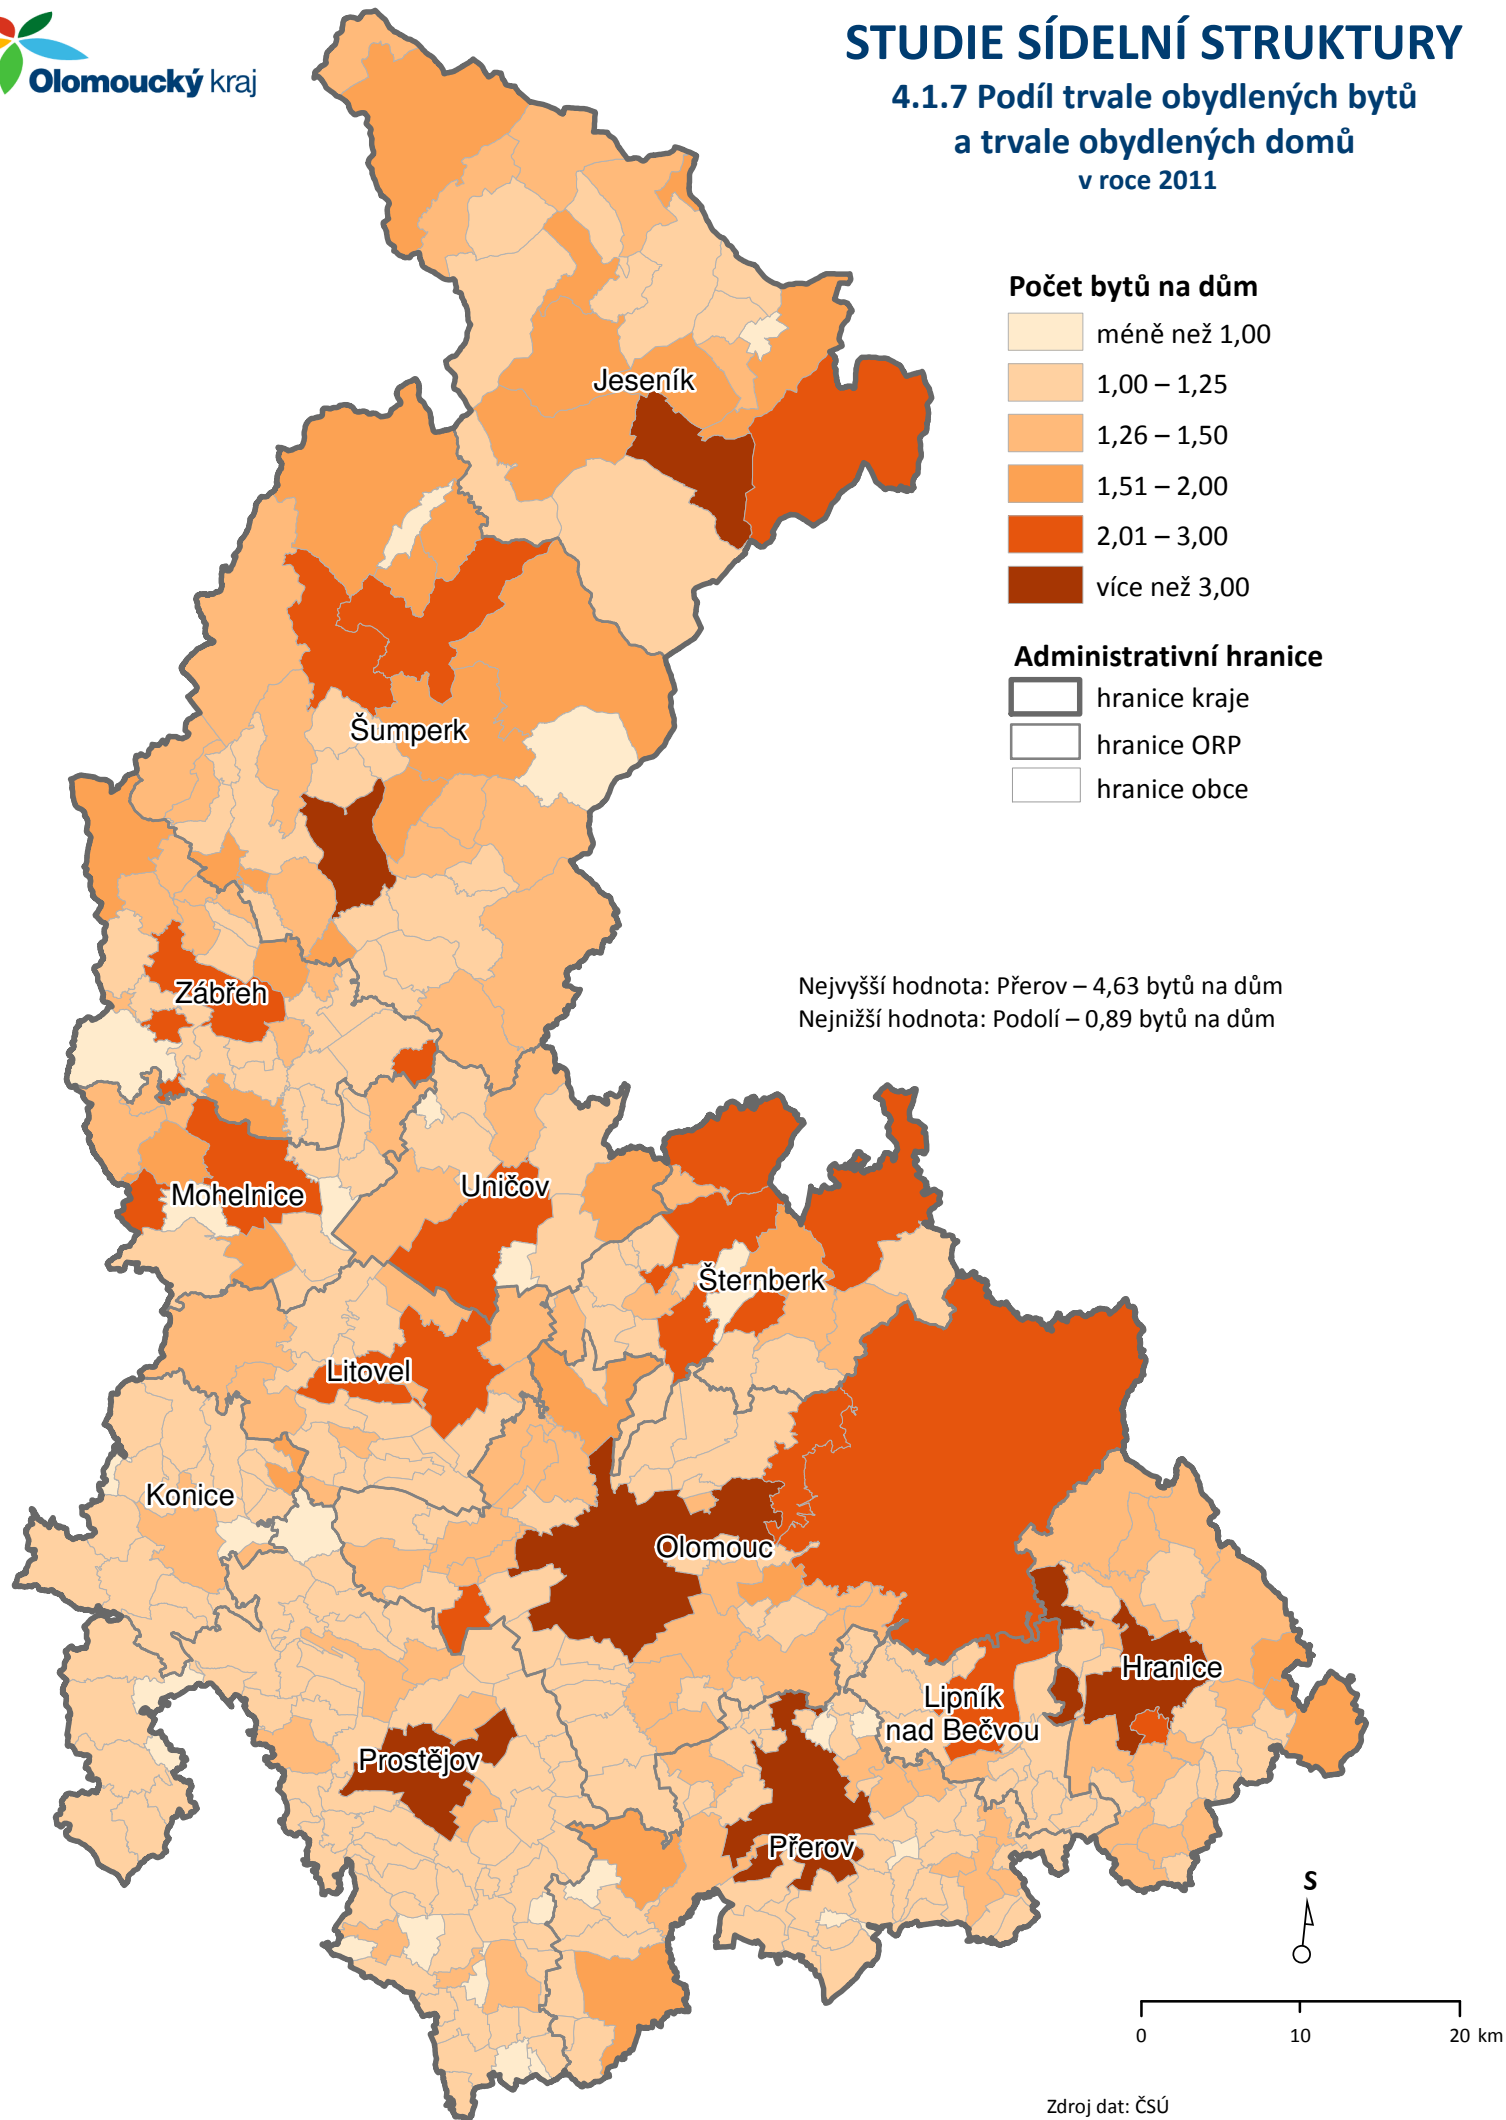 Olomoucký kraj
STUDIE SÍDELNÍ STRUKTURY
4.1.7 Podíl trvale obydlených bytů
a trvale obydlených domů
v roce 2011
Počet bytů na dům
méně než 1,00
1,00 – 1,25
1,26 – 1,50
1,51 – 2,00
2,01 – 3,00
více než 3,00
Administrativní hranice
hranice kraje
hranice ORP
hranice obce
Jeseník
Šumperk
Nejvyšší hodnota: Přerov – 4,63 bytů na dům
Nejnižší hodnota: Podolí – 0,89 bytů na dům
Zábřeh
Mohelnice
Uničov
Šternberk
Litovel
Konice
Olomouc
Hranice
Lipník
nad Bečvou
Prostějov
Přerov
S
0 10 20 km
Zdroj dat: ČSÚ